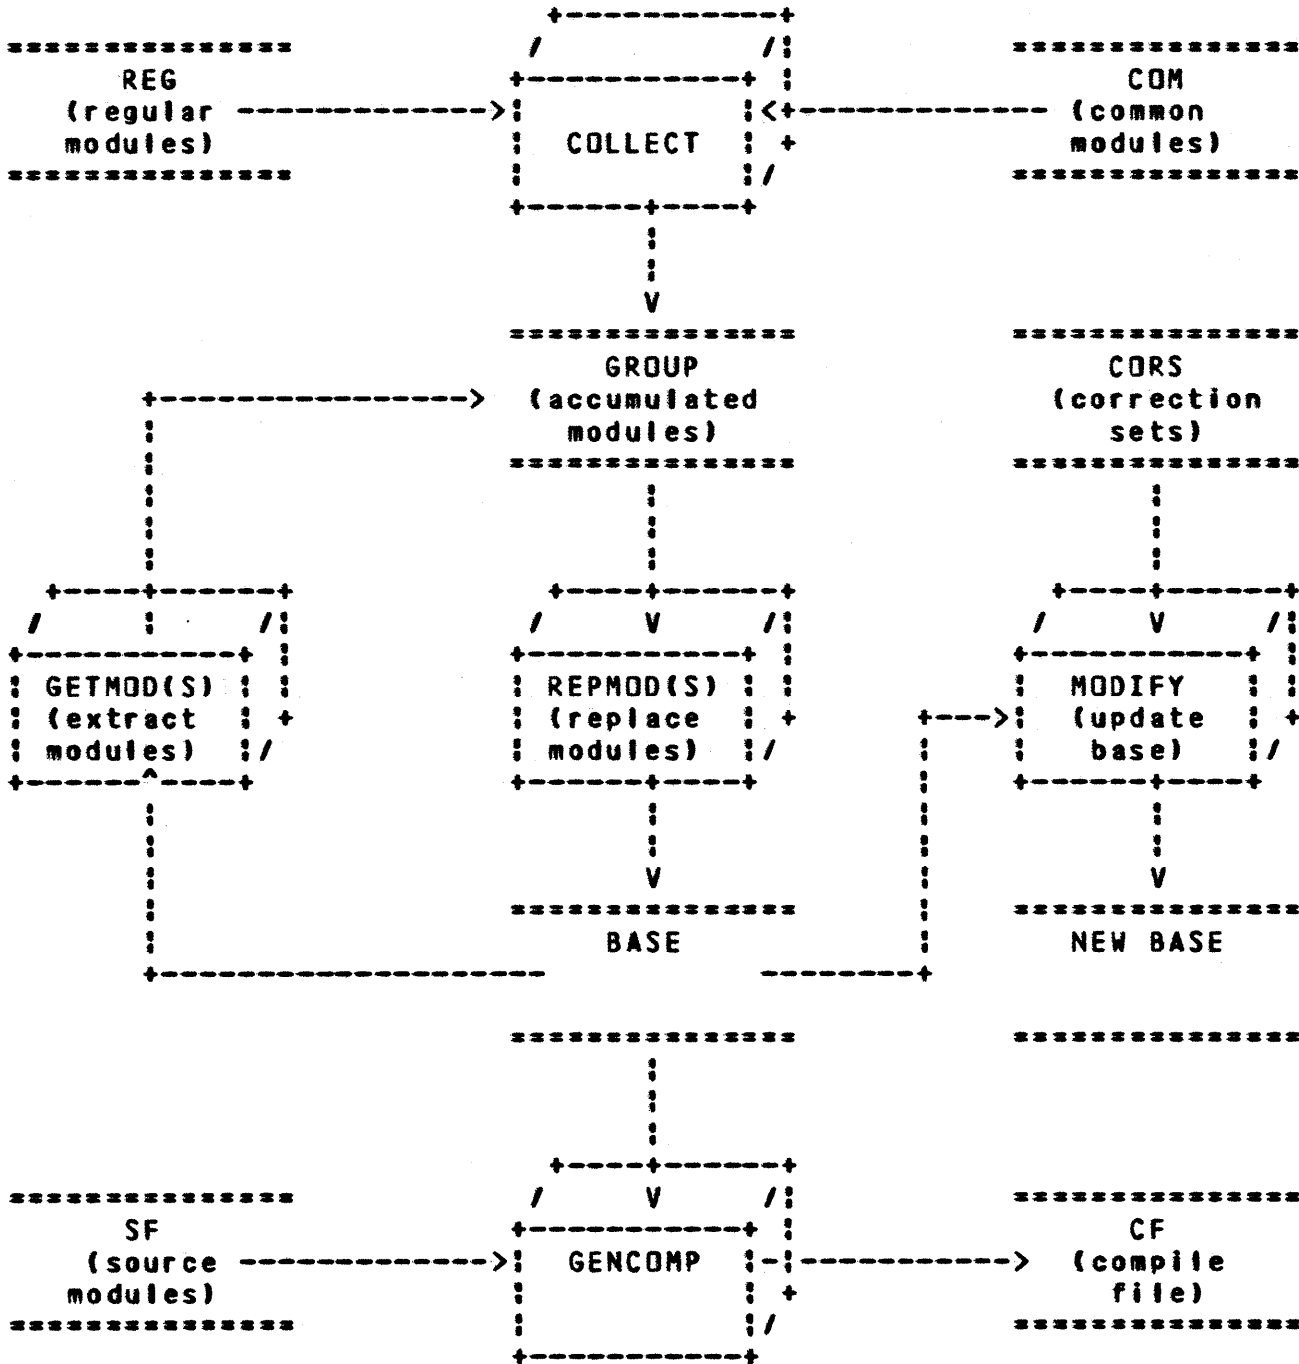 REG
(regular
modules)
COLLECT
COM
(common
modules)
GROUP
(accumulated
modules)
CORS
(correction
sets)
GETMOD(S)
(extract
modules)
REPMOD(S)
(replace
modules)
MODIFY
(update
base)
BASE
NEW BASE
SF
(source
modules)
GENCOMP
CF
(compile
file)